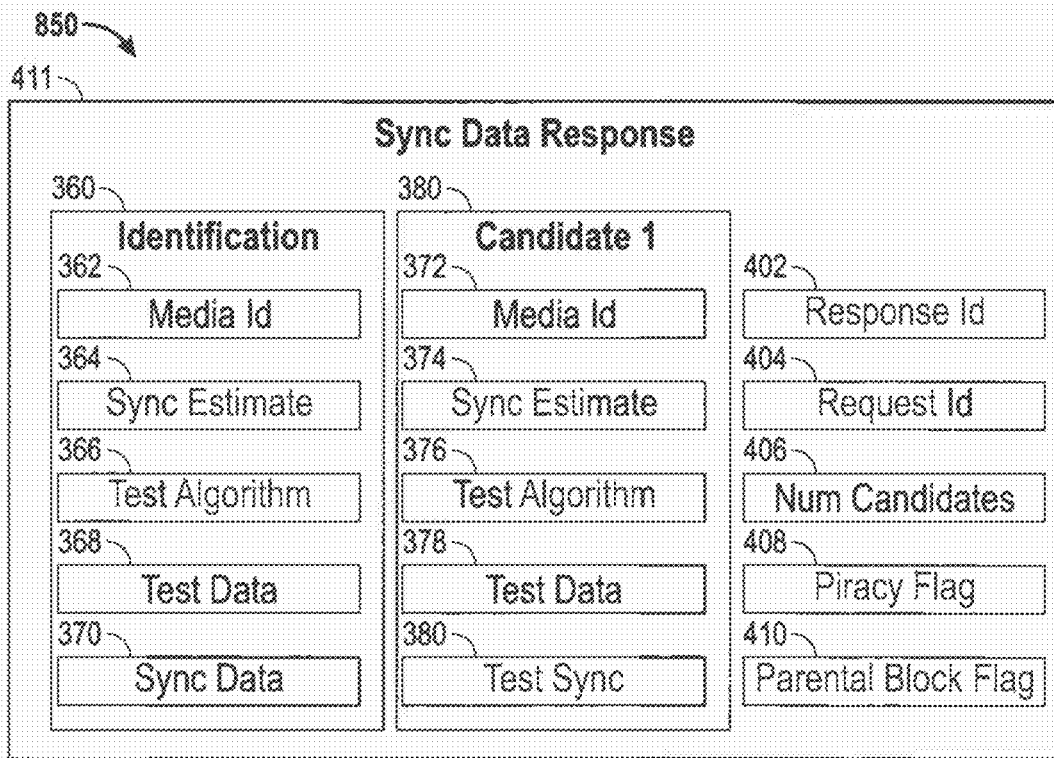 850
411
Sync Data Response
360 380
Identification Candidate 1
362 372 402
Media Id Media Id Response Id
364 374 404
Sync Estimate Sync Estimate Request Id
366 376 406
Test Algorithm Test Algorithm Num Candidates
368 378 408
Test Data Test Data Piracy Flag
370 380 410
Sync Data Test Sync Parental Block Flag